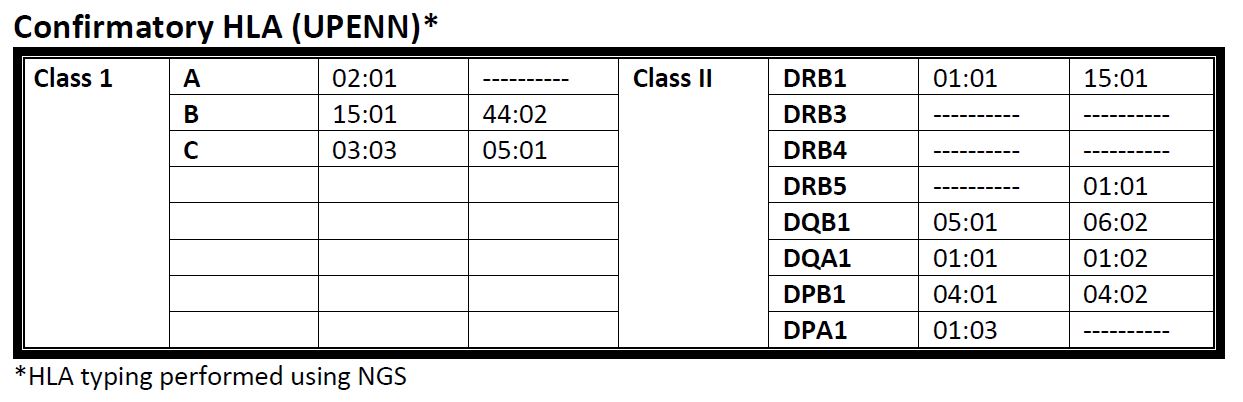 Confirmatory HLA (UPENN)*
Class 1 A 02:01 ---------- Class II DRB1 01:01 15:01
B 15:01 44:02 DRB3 ---------- ----------
C 03:03 05:01 DRB4 ---------- ----------
DRB5 ---------- 01:01
DQB1 05:01 06:02
DQA1 01:01 01:02
DPB1 04:01 04:02
DPA1 01:03 ----------
*HLA typing performed using NGS